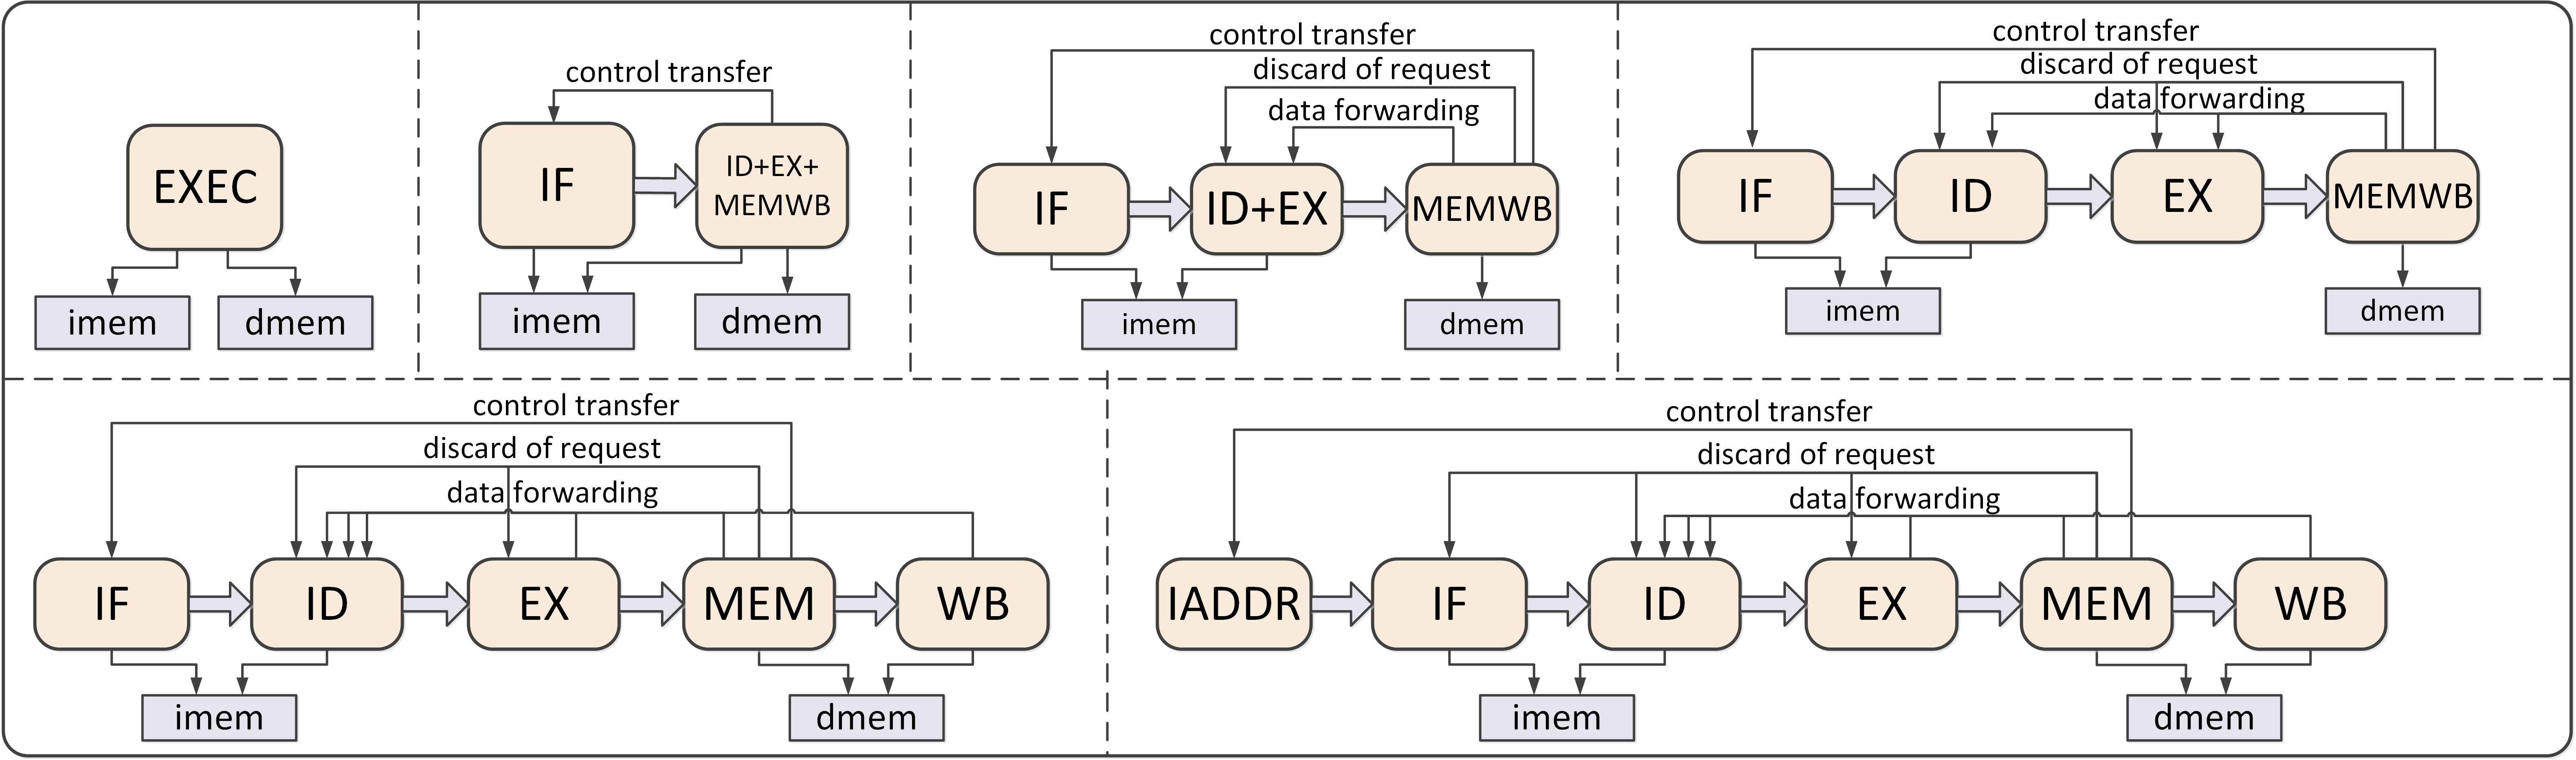 EXEC
imem
dmem
control transfer
IF
ID+EX+
MEMWB
imem
dmem
control transfer
discard of request
data forwarding
IF
ID+EX
MEMWB
imem
dmem
control transfer
discard of request
data forwarding
IF
ID
EX
MEMWB
imem
dmem
control transfer
discard of request
data forwarding
IF
ID
EX
MEM
WB
imem
dmem
control transfer
discard of request
data forwarding
IADDR
IF
ID
EX
MEM
WB
imem
dmem